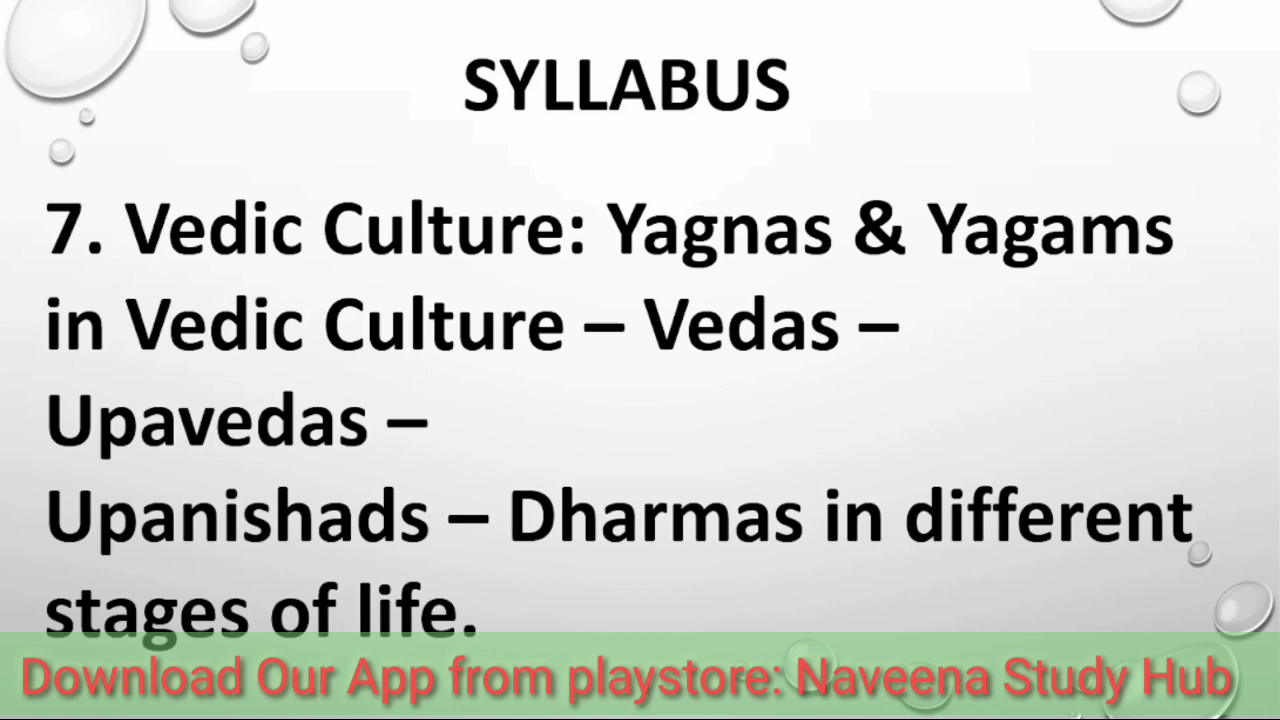 SYLLABUS
7. Vedic Culture: Yagnas & Yagams
in Vedic Culture – Vedas –
Upavedas –
Upanishads – Dharmas in different
stages of life.
Download Our App from playstore: Naveena Study Hub